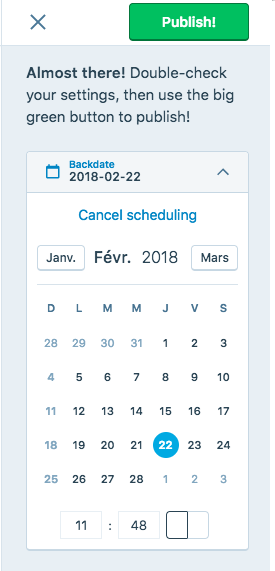 Publish!
Almost there! Double-check
your settings, then use the big
green button to publish!
Backdate
2018-02-22
Cancel scheduling
Janv. Févr. 2018 Mars
D L M M J V S
28 29 30 31 1 2 3
4 5 6 7 8 9 10
11 12 13 14 15 16 17
18 19 20 21 22 23 24
25 26 27 28 1 2 3
11 : 48